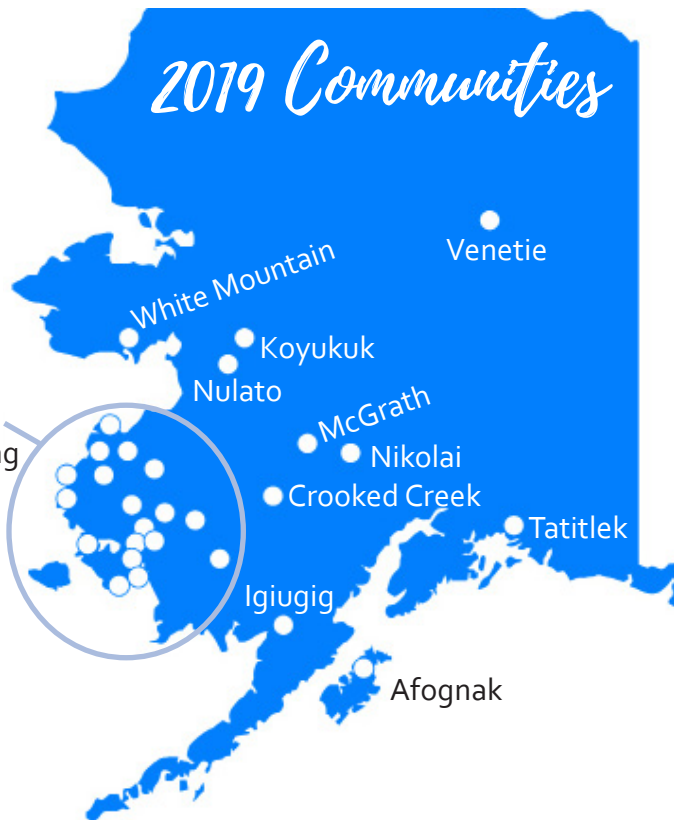 2019 Communities
Venetie
White Mountain
Koyukuk
Nulato
McGrath
Nikolai
Crooked Creek
Tatitlek
Igiugig
Afognak